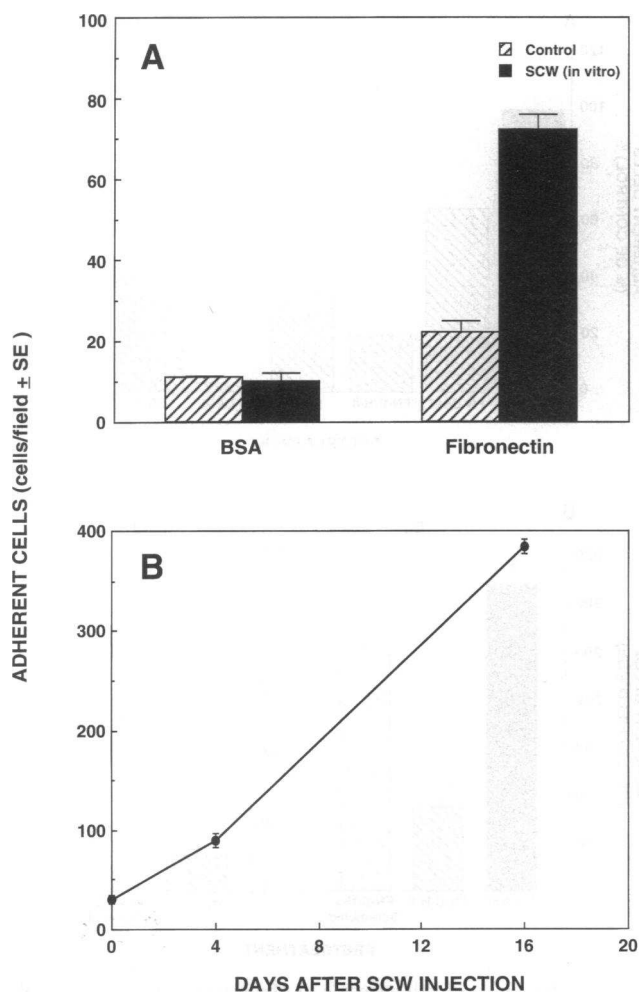 A
Control
SCW (in vitro)
100
80
60
40
20
0
BSA
Fibronectin
ADHERENT CELLS (cells/field ± SE )
B
400
300
200
100
0
0
4
8
12
16
20
DAYS AFTER SCW INJECTION